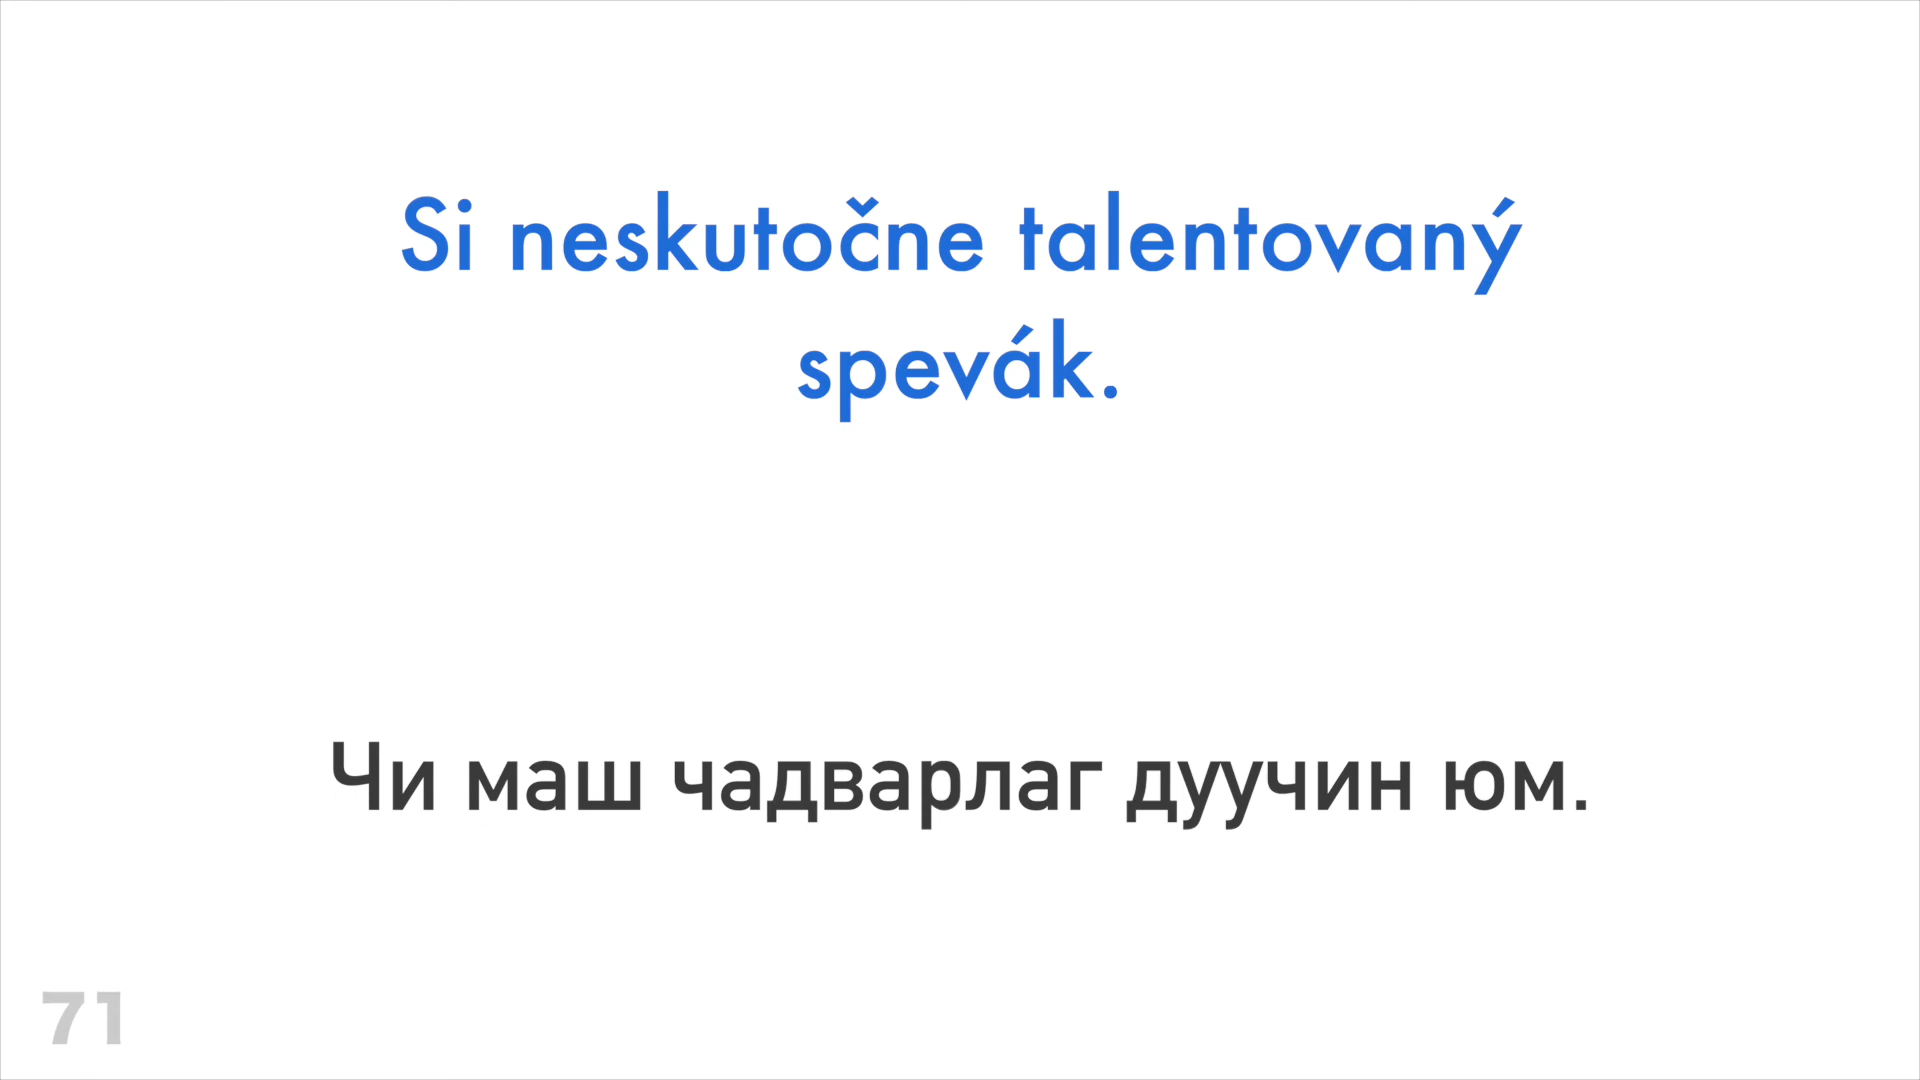 Si neskutočne talentovaný
spevák.
Чи маш чадварлаг дуучин юм.
71